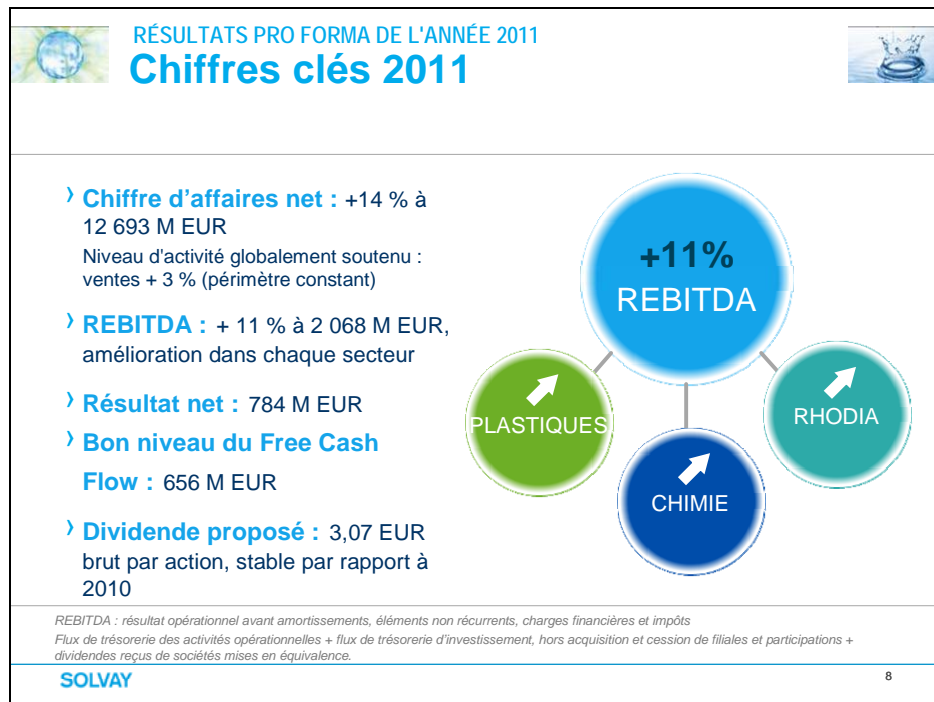 RÉSULTATS PRO FORMA DE L'ANNÉE 2011
Chiffres clés 2011
› Chiffre d’affaires net : +14 % à
12 693 M EUR
Niveau d'activité globalement soutenu :
ventes + 3 % (périmètre constant)
› REBITDA : + 11 % à 2 068 M EUR,
amélioration dans chaque secteur
› Résultat net : 784 M EUR
› Bon niveau du Free Cash
Flow : 656 M EUR
› Dividende proposé : 3,07 EUR
brut par action, stable par rapport à
2010
+11%
REBITDA
PLASTIQUES
CHIMIE
RHODIA
REBITDA : résultat opérationnel avant amortissements, éléments non récurrents, charges financières et impôts
Flux de trésorerie des activités opérationnelles + flux de trésorerie d'investissement, hors acquisition et cession de filiales et participations +
dividendes reçus de sociétés mises en équivalence.
SOLVAY
8